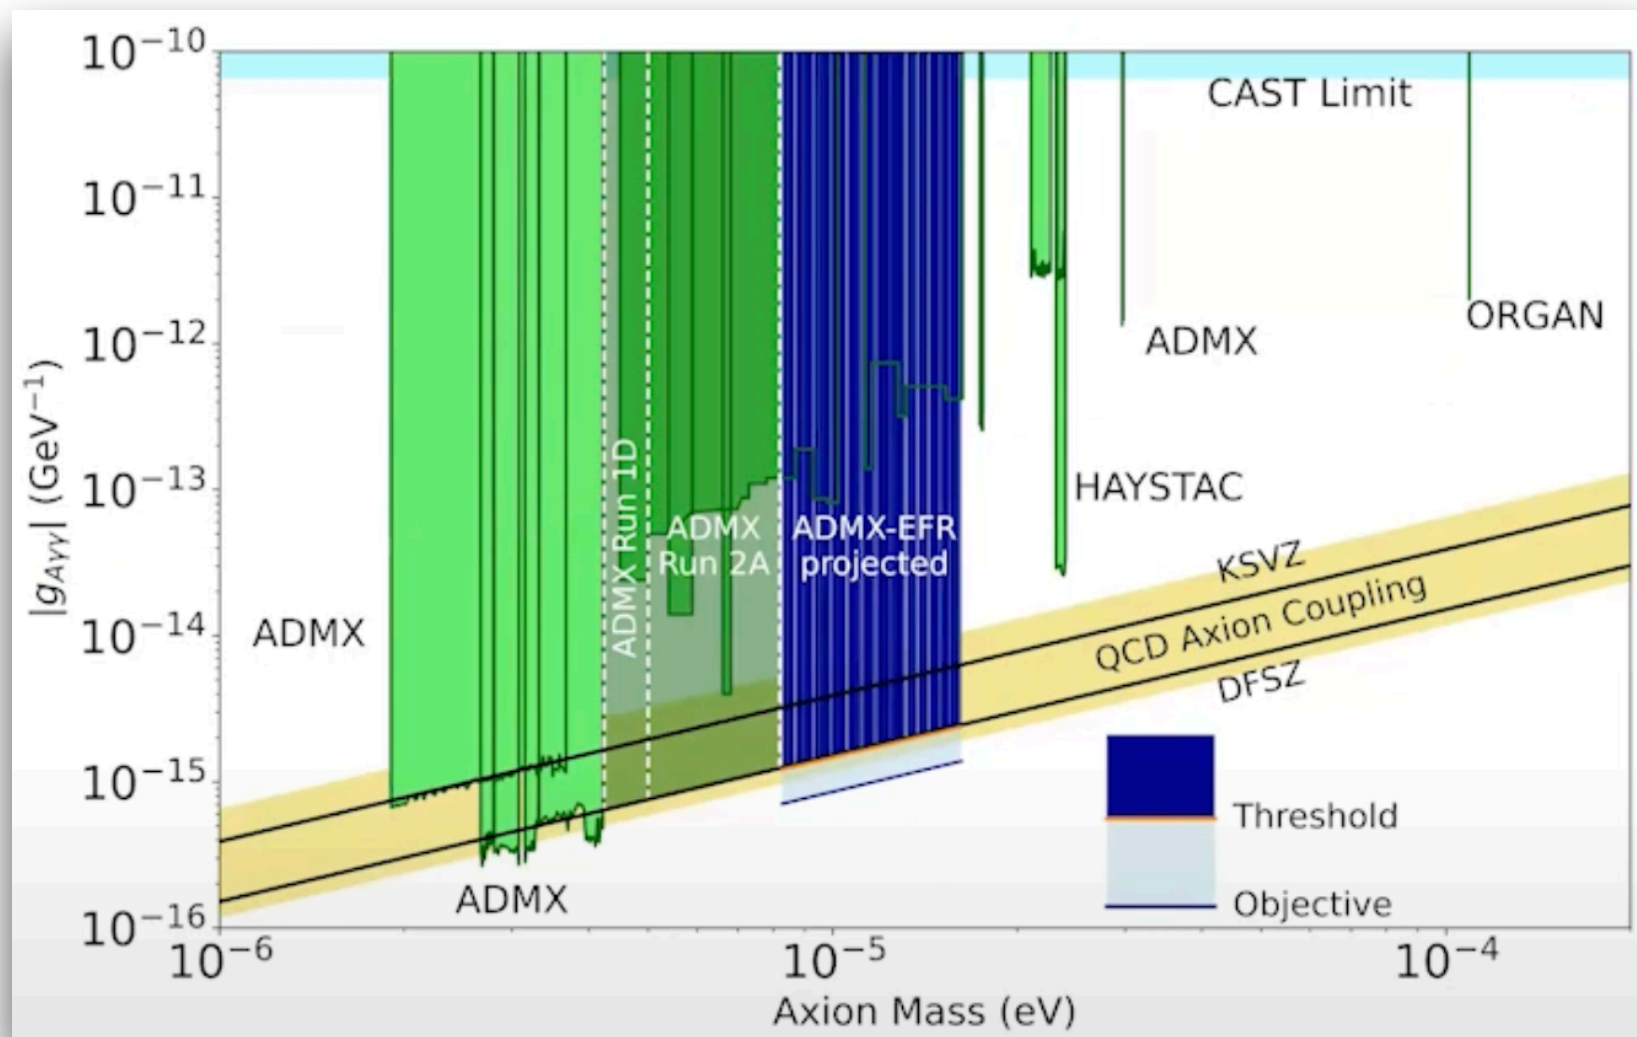 10⁻¹⁰
10⁻¹¹
10⁻¹²
10⁻¹³
10⁻¹⁴
10⁻¹⁵
10⁻¹⁶
|g_Aγγ| (GeV⁻¹)
CAST Limit
ORGAN
ADMX
HAYSTAC
ADMX Run 1D
ADMX
Run 2A
ADMX-EFR
projected
KSVZ
QCD Axion Coupling
DFSZ
ADMX
ADMX
Threshold
Objective
10⁻⁶
10⁻⁵
10⁻⁴
Axion Mass (eV)